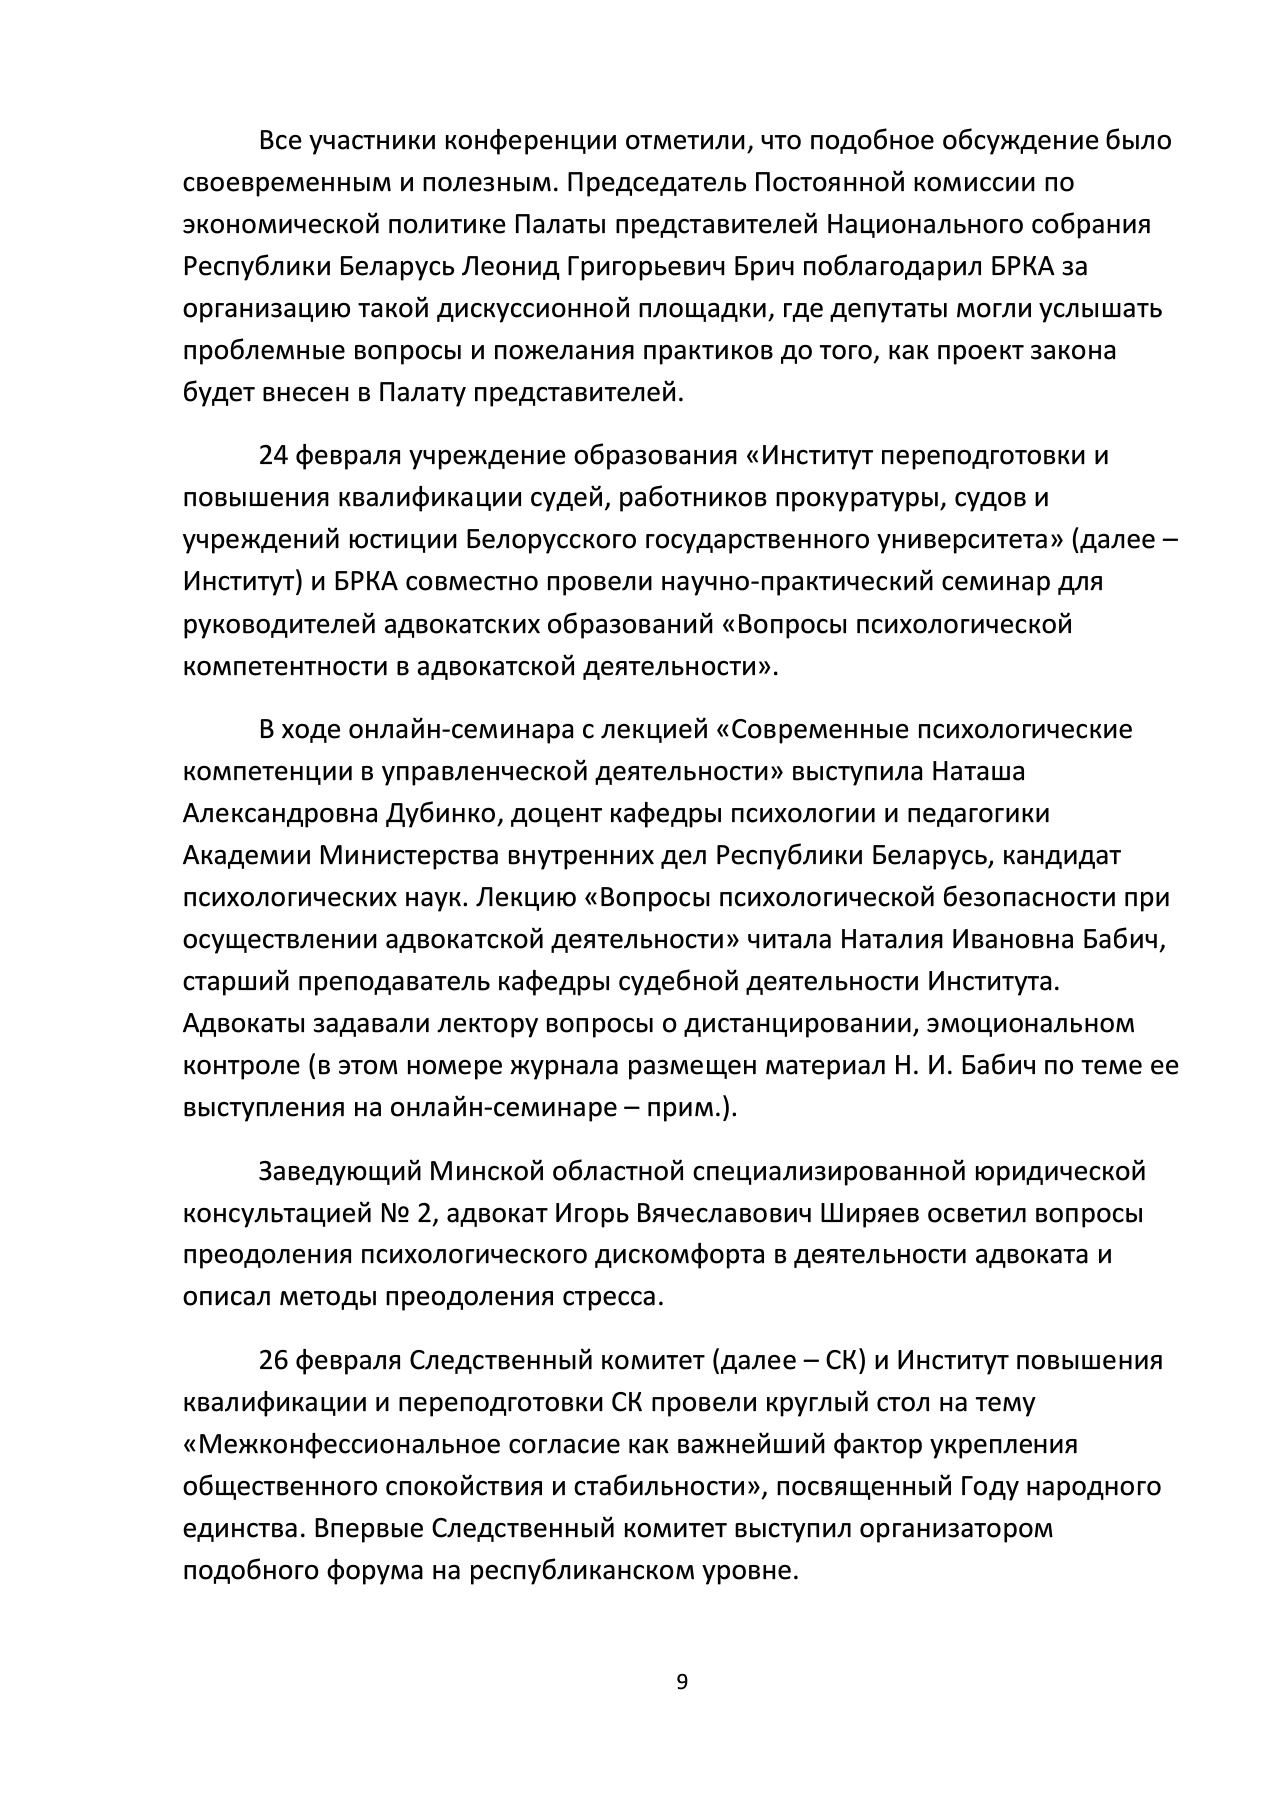 Все участники конференции отметили, что подобное обсуждение было
своевременным и полезным. Председатель Постоянной комиссии по
экономической политике Палаты представителей Национального собрания
Республики Беларусь Леонид Григорьевич Брич поблагодарил БРКА за
организацию такой дискуссионной площадки, где депутаты могли услышать
проблемные вопросы и пожелания практиков до того, как проект закона
будет внесен в Палату представителей.
24 февраля учреждение образования «Институт переподготовки и
повышения квалификации судей, работников прокуратуры, судов и
учреждений юстиции Белорусского государственного университета» (далее –
Институт) и БРКА совместно провели научно-практический семинар для
руководителей адвокатских образований «Вопросы психологической
компетентности в адвокатской деятельности».
В ходе онлайн-семинара с лекцией «Современные психологические
компетенции в управленческой деятельности» выступила Наташа
Александровна Дубинко, доцент кафедры психологии и педагогики
Академии Министерства внутренних дел Республики Беларусь, кандидат
психологических наук. Лекцию «Вопросы психологической безопасности при
осуществлении адвокатской деятельности» читала Наталия Ивановна Бабич,
старший преподаватель кафедры судебной деятельности Института.
Адвокаты задавали лектору вопросы о дистанцировании, эмоциональном
контроле (в этом номере журнала размещен материал Н. И. Бабич по теме ее
выступления на онлайн-семинаре – прим.).
Заведующий Минской областной специализированной юридической
консультацией № 2, адвокат Игорь Вячеславович Ширяев осветил вопросы
преодоления психологического дискомфорта в деятельности адвоката и
описал методы преодоления стресса.
26 февраля Следственный комитет (далее – СК) и Институт повышения
квалификации и переподготовки СК провели круглый стол на тему
«Межконфессиональное согласие как важнейший фактор укрепления
общественного спокойствия и стабильности», посвященный Году народного
единства. Впервые Следственный комитет выступил организатором
подобного форума на республиканском уровне.
9